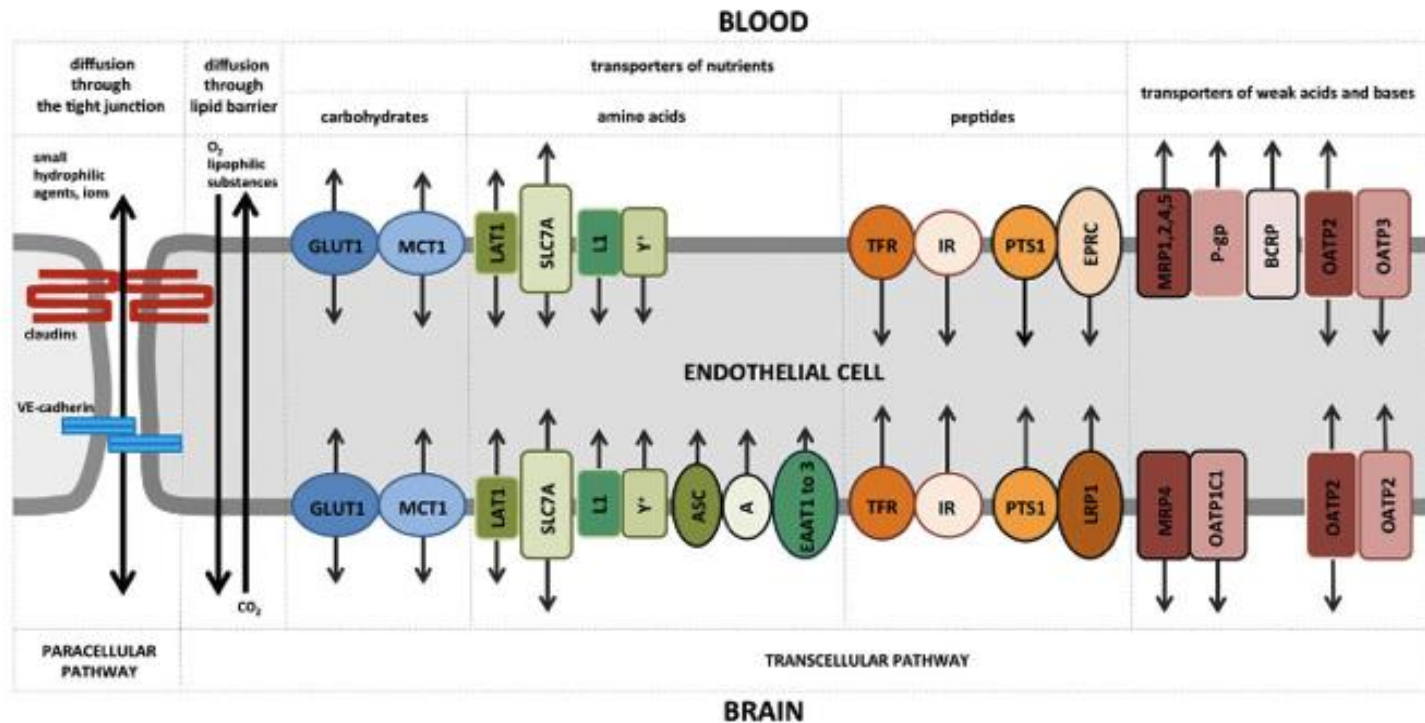 BLOOD
diffusion
through
the tight junction
diffusion
through
lipid barrier
transporters of nutrients
transporters of weak acids and bases
carbohydrates
amino acids
peptides
small
hydrophilic
agents, ions
O₂
lipophilic
substances
GLUT1
MCT1
LAT1
SLC7A
L1
Y⁺
TFR
IR
PTS1
EPRC
MRP1,2,4,5
P-gp
BCRP
OATP2
OATP3
claudins
ENDOTHELIAL CELL
VE-cadherin
GLUT1
MCT1
LAT1
SLC7A
L1
Y⁺
ASC
A
EAAT1 to 3
TFR
IR
PTS1
LRP1
MRP4
OATP1C1
OATP2
OATP2
CO₂
PARACELLULAR
PATHWAY
TRANSCELLULAR PATHWAY
BRAIN